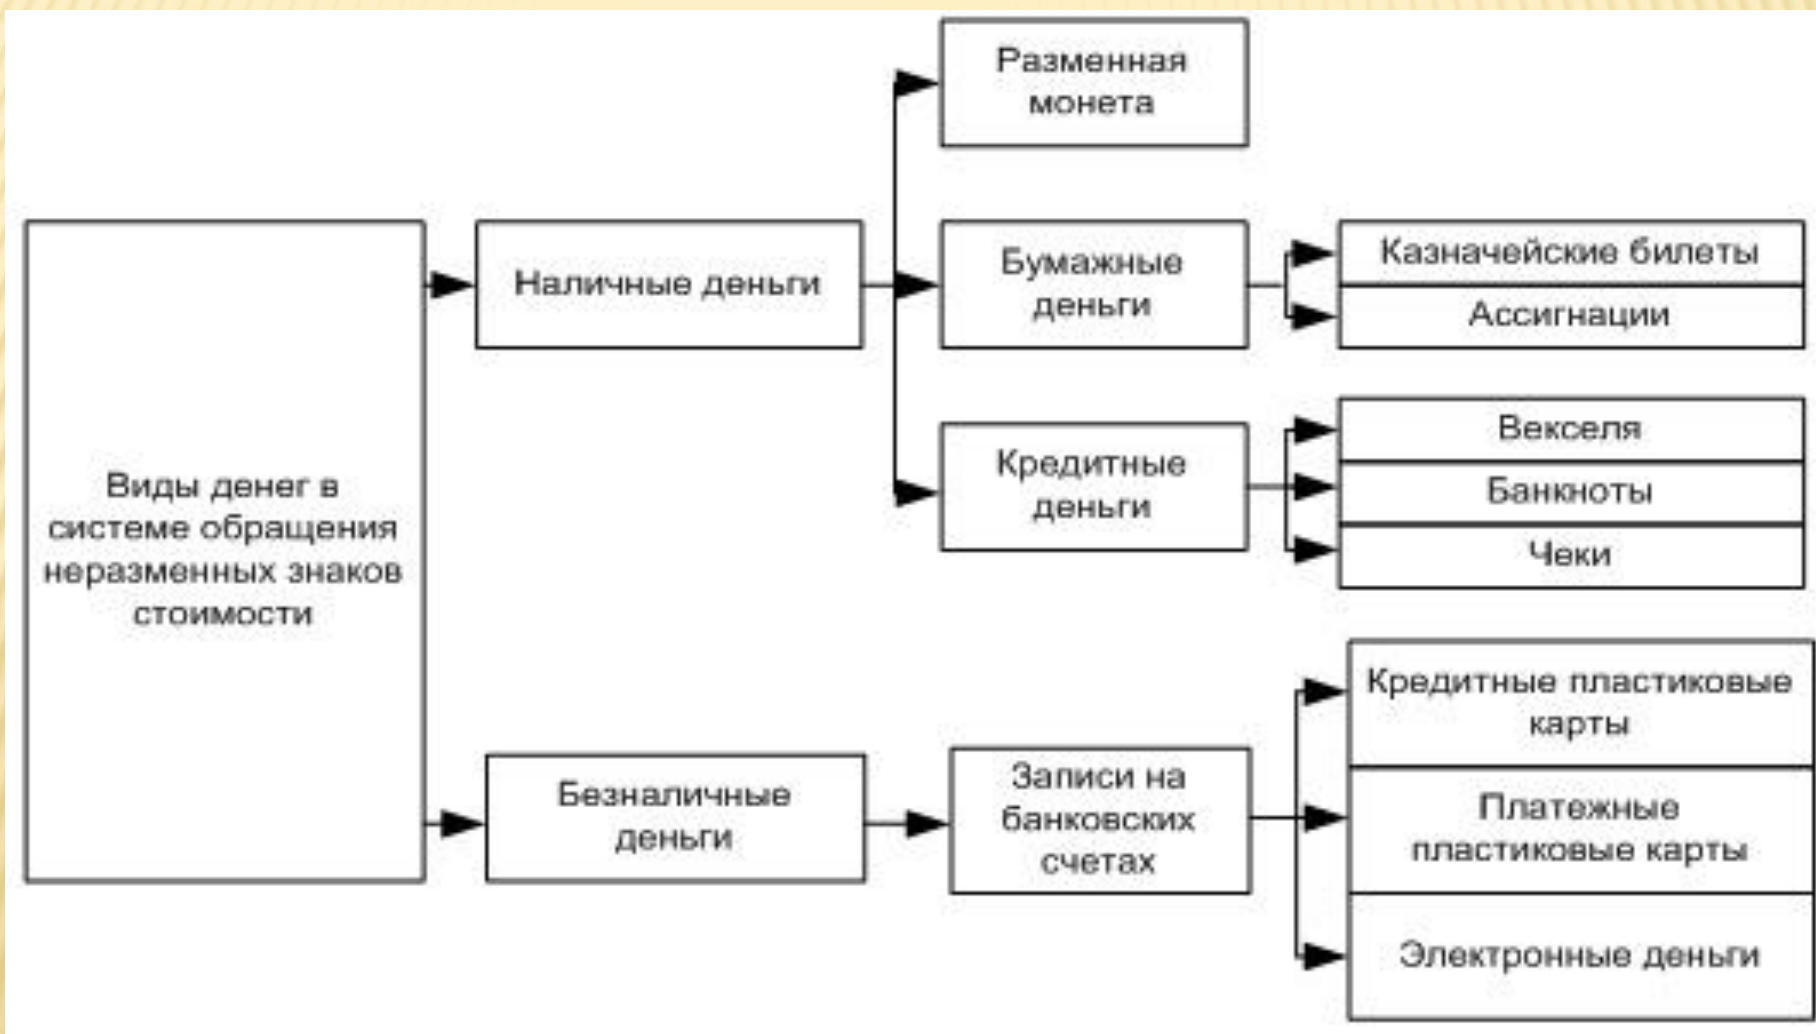 Виды денег в
системе обращения
неразменных знаков
стоимости
Наличные деньги
Разменная
монета
Бумажные
деньги
Казначейские билеты
Ассигнации
Кредитные
деньги
Векселя
Банкноты
Чеки
Безналичные
деньги
Записи на
банковских
счетах
Кредитные пластиковые
карты
Платежные
пластиковые карты
Электронные деньги